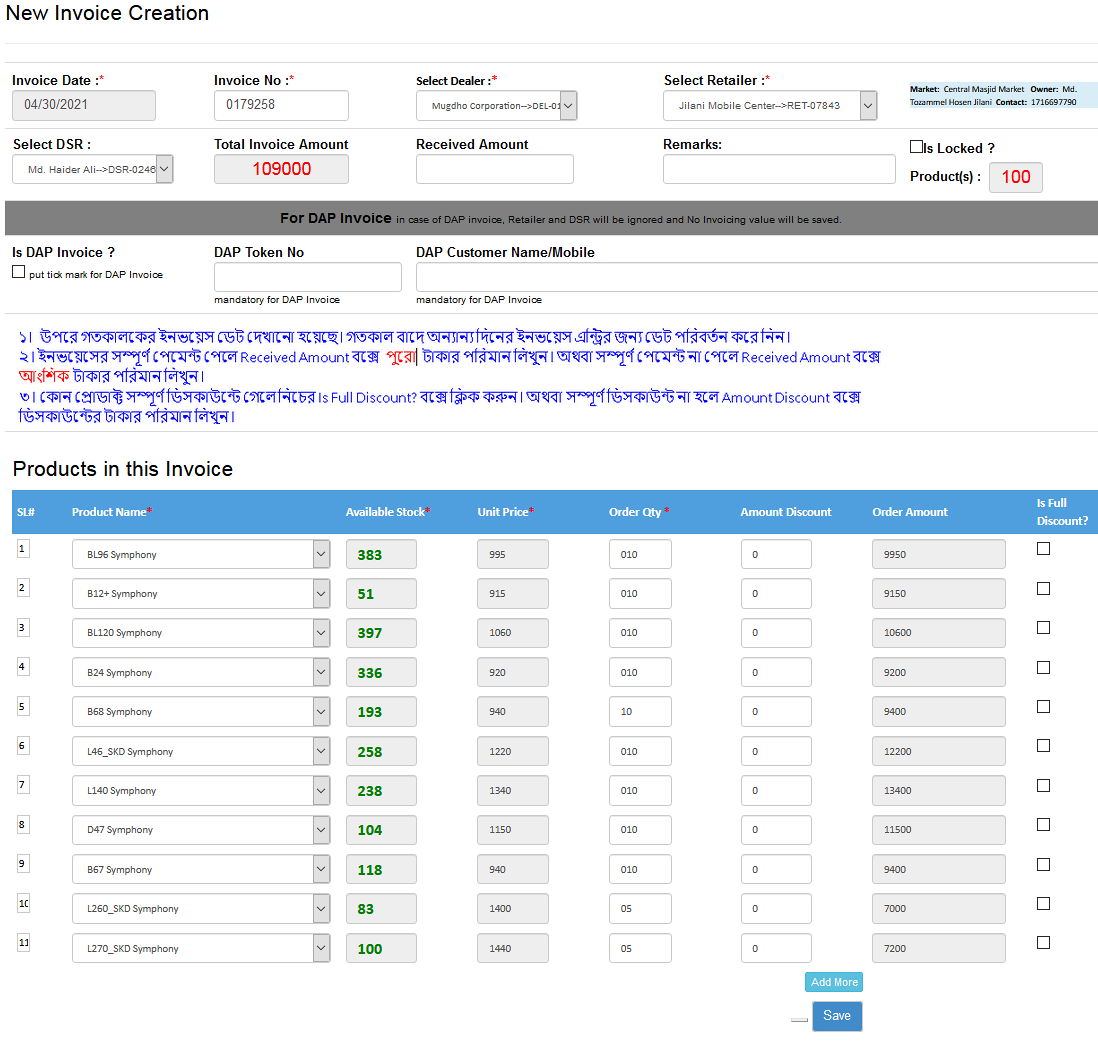 New Invoice Creation
Invoice Date :* Invoice No :* Select Dealer :* Select Retailer :*
04/30/2021 0179258 Mugdho Corporation-->DEL-01 Jilani Mobile Center-->RET-07843
Market: Central Masjid Market Owner: Md.
Tozammel Hosen Jilani Contact: 1716697790
Select DSR : Total Invoice Amount Received Amount Remarks: Is Locked ?
Md. Haider Ali-->DSR-0246 109000 Product(s) : 100
For DAP Invoice in case of DAP invoice, Retailer and DSR will be ignored and No Invoicing value will be saved.
Is DAP Invoice ? DAP Token No DAP Customer Name/Mobile
put tick mark for DAP Invoice
mandatory for DAP Invoice mandatory for DAP Invoice
১। উপরে গতকালকের ইনভয়েস ডেট দেখানো হয়েছে। গতকাল বাদে অন্যান্য দিনের ইনভয়েস এন্ট্রির জন্য ডেট পরিবর্তন করে নিন।
২। ইনভয়েসের সম্পূর্ণ পেমেন্ট পেলে Received Amount বক্সে পুরো টাকার পরিমান লিখুন। অথবা সম্পূর্ণ পেমেন্ট না পেলে Received Amount বক্সে
আংশিক টাকার পরিমান লিখুন।
৩। কোন প্রোডাক্ট সম্পূর্ণ ডিসকাউন্টে গেলে নিচের Is Full Discount? বক্সে ক্লিক করুন। অথবা সম্পূর্ণ ডিসকাউন্ট না হলে Amount Discount বক্সে
ডিসকাউন্টের টাকার পরিমান লিখুন।
Products in this Invoice
SL# Product Name* Available Stock* Unit Price* Order Qty * Amount Discount Order Amount Is Full
Discount?
1 BL96 Symphony 383 995 010 0 9950
2 B12+ Symphony 51 915 010 0 9150
3 BL120 Symphony 397 1060 010 0 10600
4 B24 Symphony 336 920 010 0 9200
5 B68 Symphony 193 940 10 0 9400
6 L46_SKD Symphony 258 1220 010 0 12200
7 L140 Symphony 238 1340 010 0 13400
8 D47 Symphony 104 1150 010 0 11500
9 B67 Symphony 118 940 010 0 9400
10 L260_SKD Symphony 83 1400 05 0 7000
11 L270_SKD Symphony 100 1440 05 0 7200
Add More
Save